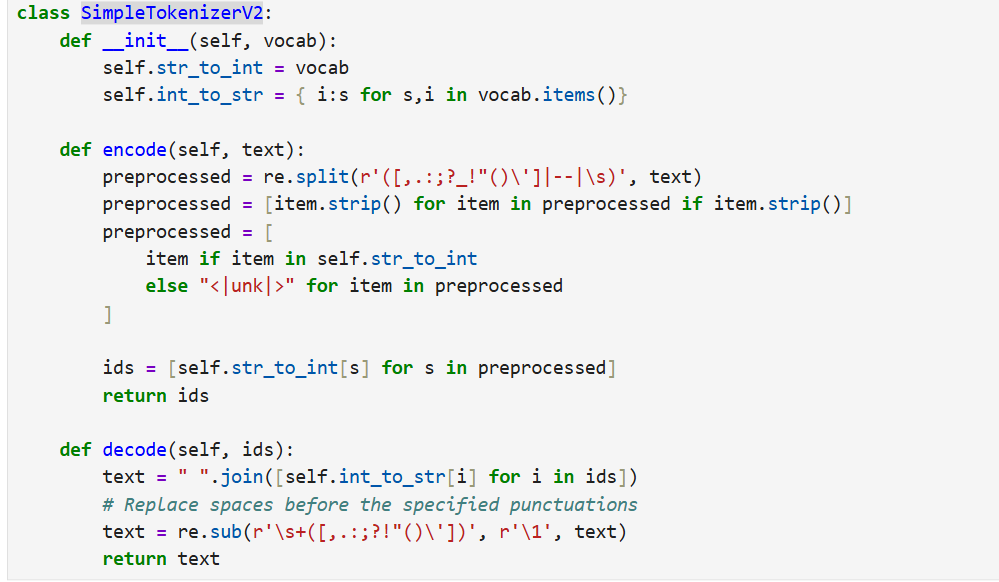 class SimpleTokenizerV2:
    def __init__(self, vocab):
        self.str_to_int = vocab
        self.int_to_str = { i:s for s,i in vocab.items()}

    def encode(self, text):
        preprocessed = re.split(r'([,.:;?_!"()\']|--|\s)', text)
        preprocessed = [item.strip() for item in preprocessed if item.strip()]
        preprocessed = [
            item if item in self.str_to_int
            else "<|unk|>" for item in preprocessed
        ]

        ids = [self.str_to_int[s] for s in preprocessed]
        return ids

    def decode(self, ids):
        text = " ".join([self.int_to_str[i] for i in ids])
        # Replace spaces before the specified punctuations
        text = re.sub(r'\s+([,.:;?!"()\'])', r'\1', text)
        return text